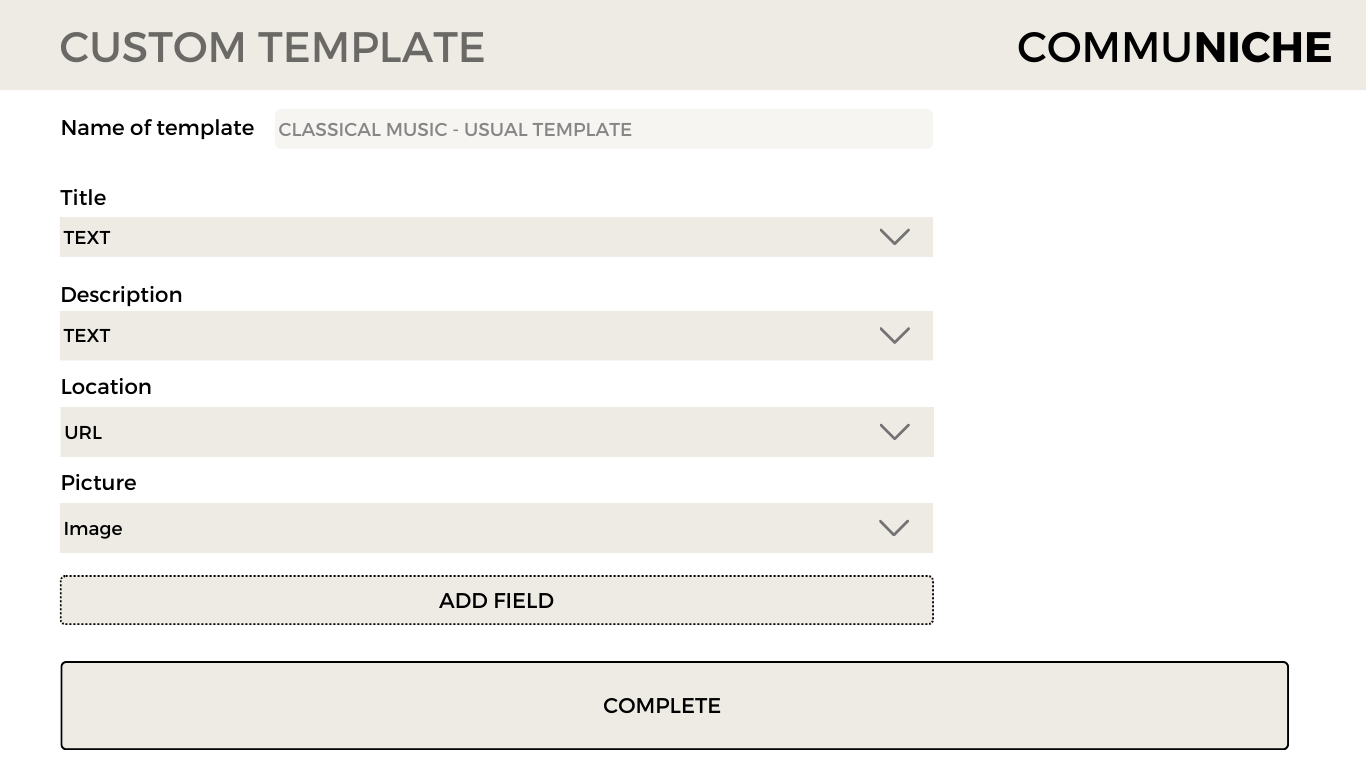 CUSTOM TEMPLATE
COMMUNICHE
Name of template
CLASSICAL MUSIC - USUAL TEMPLATE
Title
TEXT
Description
TEXT
Location
URL
Picture
Image
ADD FIELD
COMPLETE